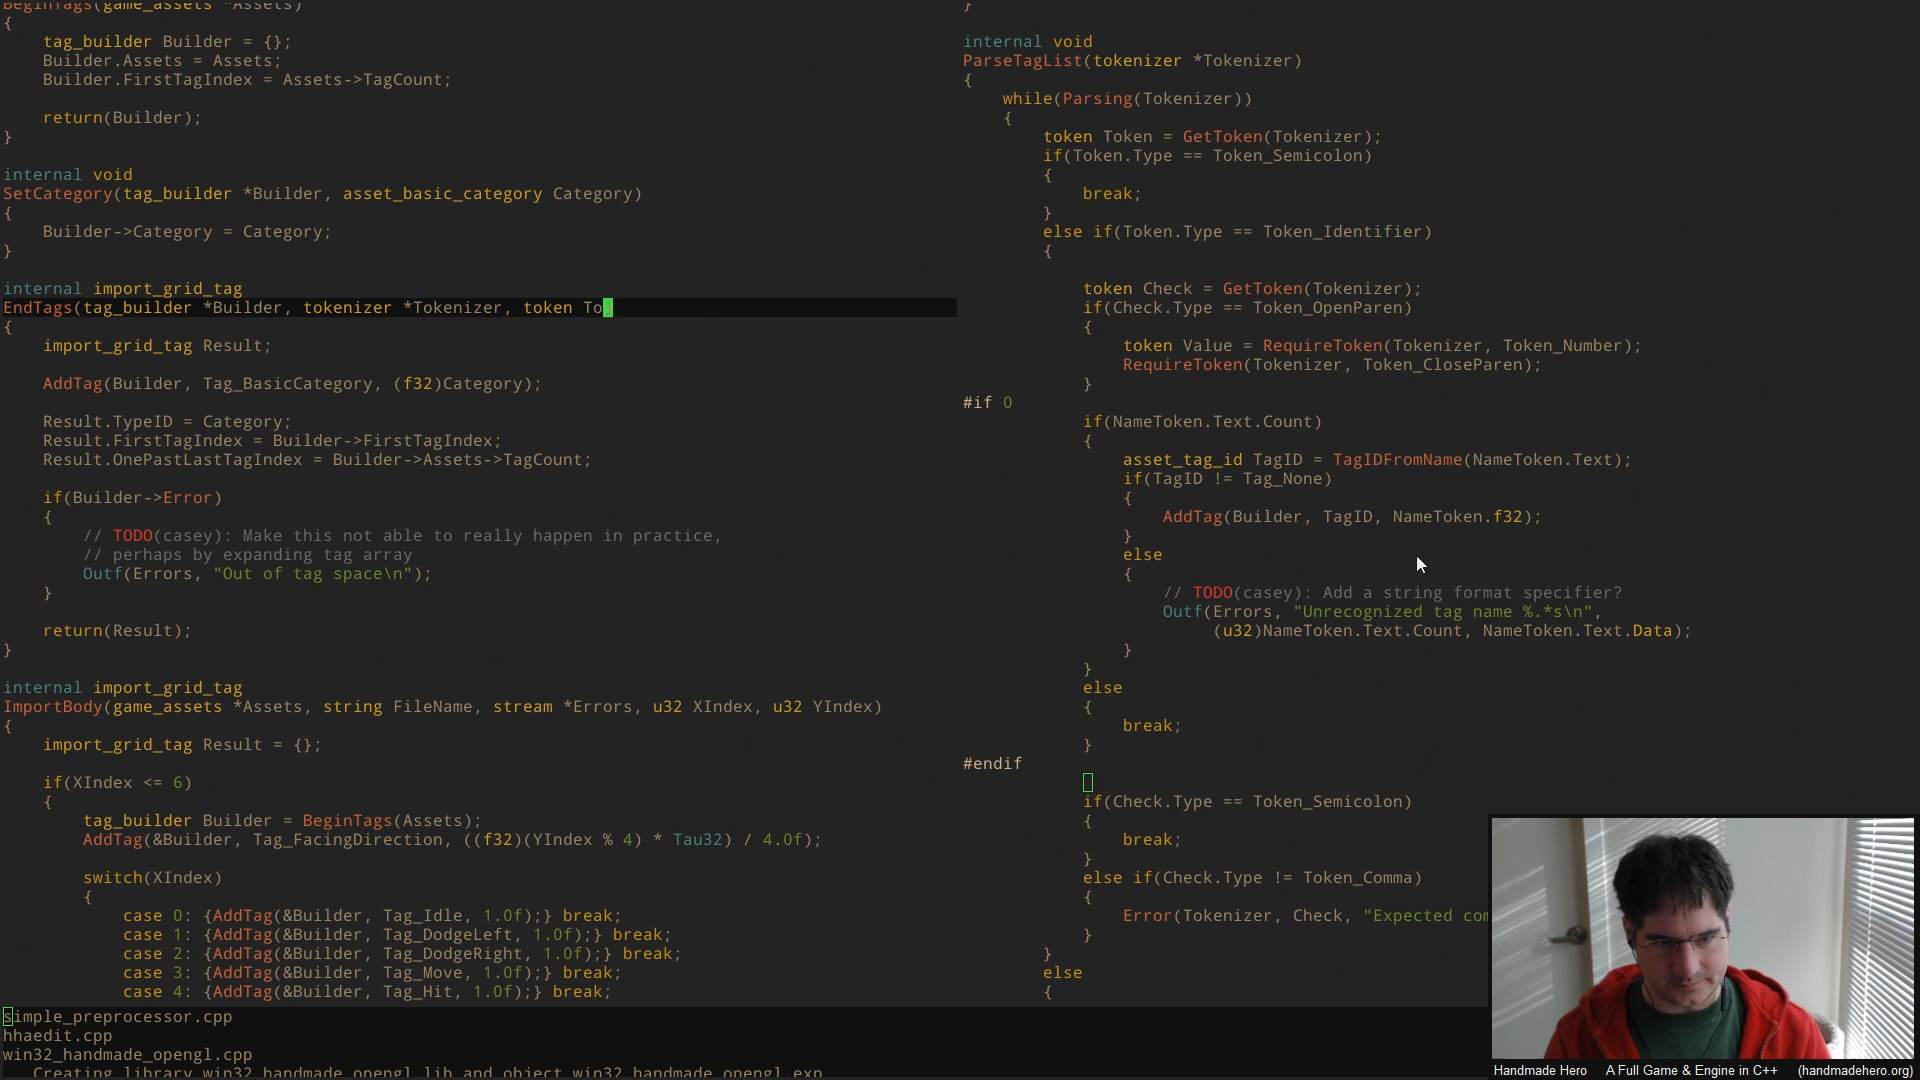 BeginTags(game_assets *Assets)
{
    tag_builder Builder = {};
    Builder.Assets = Assets;
    Builder.FirstTagIndex = Assets->TagCount;
    return(Builder);
}
internal void
SetCategory(tag_builder *Builder, asset_basic_category Category)
{
    Builder->Category = Category;
}
internal import_grid_tag
EndTags(tag_builder *Builder, tokenizer *Tokenizer, token To)
{
    import_grid_tag Result;
    AddTag(Builder, Tag_BasicCategory, (f32)Category);
    Result.TypeID = Category;
    Result.FirstTagIndex = Builder->FirstTagIndex;
    Result.OnePastLastTagIndex = Builder->Assets->TagCount;
    if(Builder->Error)
    {
        // TODO(casey): Make this not able to really happen in practice,
        // perhaps by expanding tag array
        Outf(Errors, "Out of tag space\n");
    }
    return(Result);
}
internal import_grid_tag
ImportBody(game_assets *Assets, string FileName, stream *Errors, u32 XIndex, u32 YIndex)
{
    import_grid_tag Result = {};
    if(XIndex <= 6)
    {
        tag_builder Builder = BeginTags(Assets);
        AddTag(&Builder, Tag_FacingDirection, ((f32)(YIndex % 4) * Tau32) / 4.0f);
        switch(XIndex)
        {
            case 0: {AddTag(&Builder, Tag_Idle, 1.0f);} break;
            case 1: {AddTag(&Builder, Tag_DodgeLeft, 1.0f);} break;
            case 2: {AddTag(&Builder, Tag_DodgeRight, 1.0f);} break;
            case 3: {AddTag(&Builder, Tag_Move, 1.0f);} break;
            case 4: {AddTag(&Builder, Tag_Hit, 1.0f);} break;
}
internal void
ParseTagList(tokenizer *Tokenizer)
{
    while(Parsing(Tokenizer))
    {
        token Token = GetToken(Tokenizer);
        if(Token.Type == Token_Semicolon)
        {
            break;
        }
        else if(Token.Type == Token_Identifier)
        {
            token Check = GetToken(Tokenizer);
            if(Check.Type == Token_OpenParen)
            {
                token Value = RequireToken(Tokenizer, Token_Number);
                RequireToken(Tokenizer, Token_CloseParen);
            }
#if 0
            if(NameToken.Text.Count)
            {
                asset_tag_id TagID = TagIDFromName(NameToken.Text);
                if(TagID != Tag_None)
                {
                    AddTag(Builder, TagID, NameToken.f32);
                }
                else
                {
                    // TODO(casey): Add a string format specifier?
                    Outf(Errors, "Unrecognized tag name %.*s\n",
                         (u32)NameToken.Text.Count, NameToken.Text.Data);
                }
            }
            else
            {
                break;
            }
#endif
            if(Check.Type == Token_Semicolon)
            {
                break;
            }
            else if(Check.Type != Token_Comma)
            {
                Error(Tokenizer, Check, "Expected com
            }
        }
        else
        {
simple_preprocessor.cpp
hhaedit.cpp
win32_handmade_opengl.cpp
   Creating library win32_handmade_opengl.lib and object win32_handmade_opengl.exp
Handmade Hero    A Full Game & Engine in C++    (handmadehero.org)